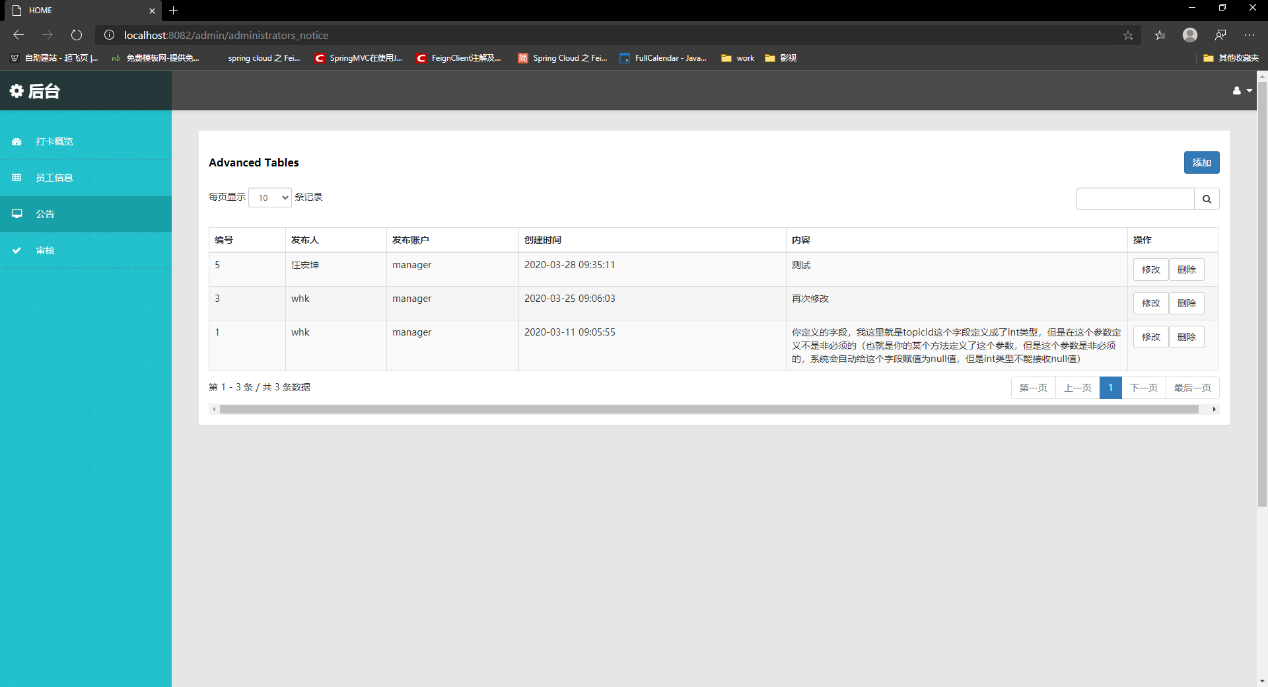 HOME
localhost:8082/admin/administrators_notice
自助建站 - 起飞页 |...
免费模板网-提供免...
spring cloud 之 Fei...
SpringMVC在使用J...
FeignClient注解及...
Spring Cloud 之 Fei...
FullCalendar - Java...
work
影视
其他收藏夹
后台
打卡概览
员工信息
公告
审核
Advanced Tables
添加
每页显示 10 条记录
编号 发布人 发布账户 创建时间 内容 操作
5 汪宏坤 manager 2020-03-28 09:35:11 测试 修改 删除
3 whk manager 2020-03-25 09:06:03 再次修改 修改 删除
1 whk manager 2020-03-11 09:05:55 你定义的字段，我这里就是topicId这个字段定义成了int类型，但是在这个参数定 修改 删除
义不是非必须的（也就是你的某个方法定义了这个参数，但是这个参数是非必须
的，系统会自动给这个字段赋值为null值，但是int类型不能接收null值）
第 1 - 3 条 / 共 3 条数据
第一页 上一页 1 下一页 最后一页